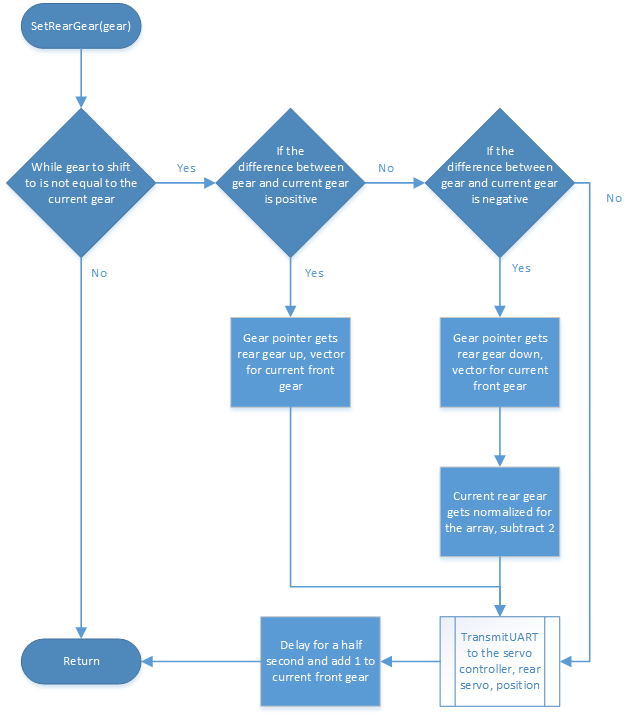 SetRearGear(gear)
While gear to shift
to is not equal to the
current gear
Yes
If the
difference between
gear and current gear
is positive
No
If the
difference between
gear and current gear
is negative
No
No
Yes
Yes
Gear pointer gets
rear gear up, vector
for current front
gear
Gear pointer gets
rear gear down,
vector for current
front gear
Current rear gear
gets normalized for
the array, subtract 2
Return
Delay for a half
second and add 1 to
current front gear
TransmitUART
to the servo
controller, rear
servo, position